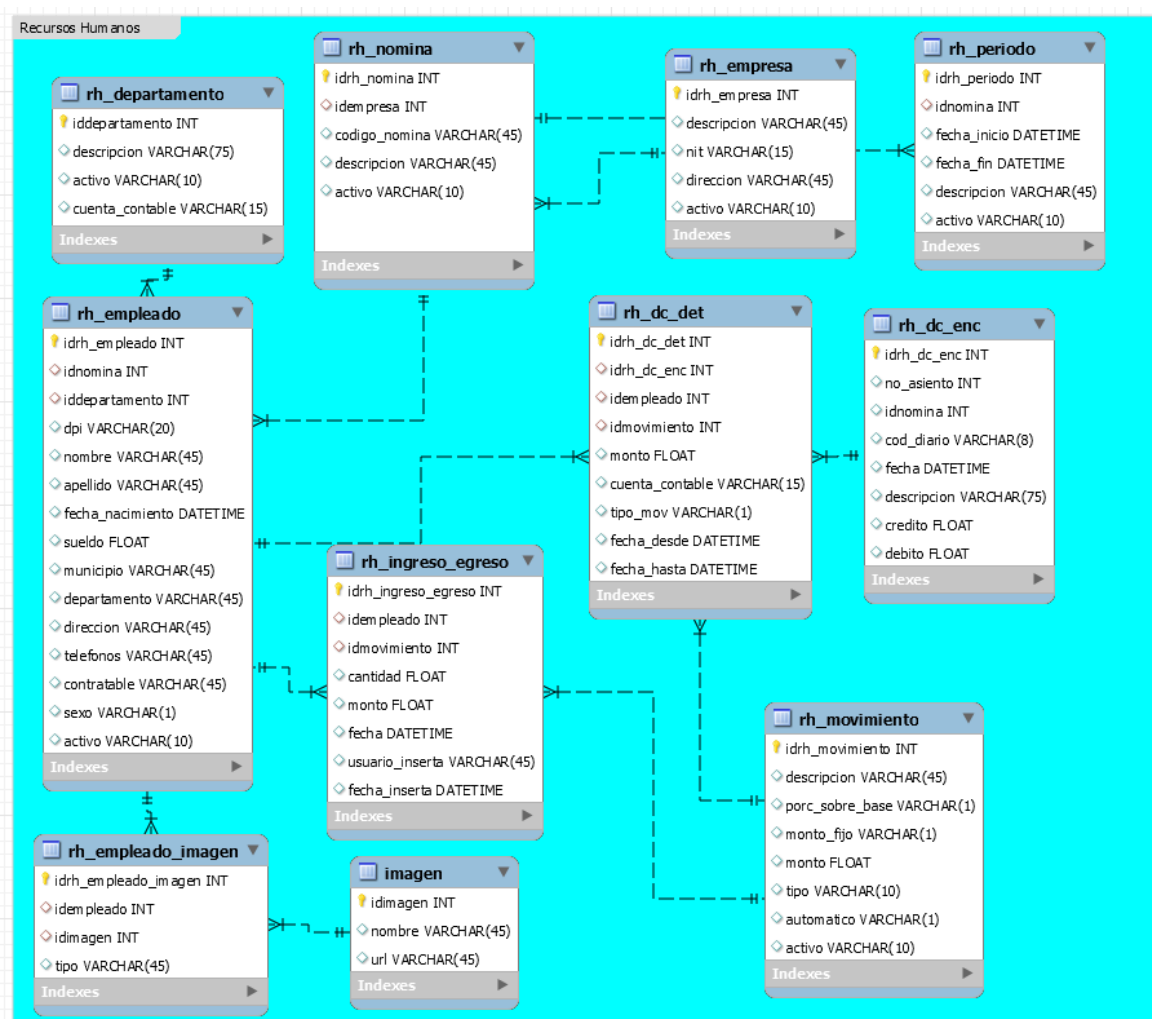 Recursos Humanos
rh_departamento
iddepartamento INT
descripcion VARCHAR(75)
activo VARCHAR(10)
cuenta_contable VARCHAR(15)
Indexes
rh_nomina
idrh_nomina INT
idempresa INT
codigo_nomina VARCHAR(45)
descripcion VARCHAR(45)
activo VARCHAR(10)
Indexes
rh_empresa
idrh_empresa INT
descripcion VARCHAR(45)
nit VARCHAR(15)
direccion VARCHAR(45)
activo VARCHAR(10)
Indexes
rh_periodo
idrh_periodo INT
idnomina INT
fecha_inicio DATETIME
fecha_fin DATETIME
descripcion VARCHAR(45)
activo VARCHAR(10)
Indexes
rh_empleado
idrh_empleado INT
idnomina INT
iddepartamento INT
dpi VARCHAR(20)
nombre VARCHAR(45)
apellido VARCHAR(45)
fecha_nacimiento DATETIME
sueldo FLOAT
municipio VARCHAR(45)
departamento VARCHAR(45)
direccion VARCHAR(45)
telefonos VARCHAR(45)
contratable VARCHAR(45)
sexo VARCHAR(1)
activo VARCHAR(10)
Indexes
rh_dc_det
idrh_dc_det INT
idrh_dc_enc INT
idempleado INT
idmovimiento INT
monto FLOAT
cuenta_contable VARCHAR(15)
tipo_mov VARCHAR(1)
fecha_desde DATETIME
fecha_hasta DATETIME
Indexes
rh_dc_enc
idrh_dc_enc INT
no_asiento INT
idnomina INT
cod_diario VARCHAR(8)
fecha DATETIME
descripcion VARCHAR(75)
credito FLOAT
debito FLOAT
Indexes
rh_ingreso_egreso
idrh_ingreso_egreso INT
idempleado INT
idmovimiento INT
cantidad FLOAT
monto FLOAT
fecha DATETIME
usuario_inserta VARCHAR(45)
fecha_inserta DATETIME
Indexes
rh_movimiento
idrh_movimiento INT
descripcion VARCHAR(45)
porc_sobre_base VARCHAR(1)
monto_fijo VARCHAR(1)
monto FLOAT
tipo VARCHAR(10)
automatico VARCHAR(1)
activo VARCHAR(10)
Indexes
rh_empleado_imagen
idrh_empleado_imagen INT
idempleado INT
idimagen INT
tipo VARCHAR(45)
Indexes
imagen
idimagen INT
nombre VARCHAR(45)
url VARCHAR(45)
Indexes